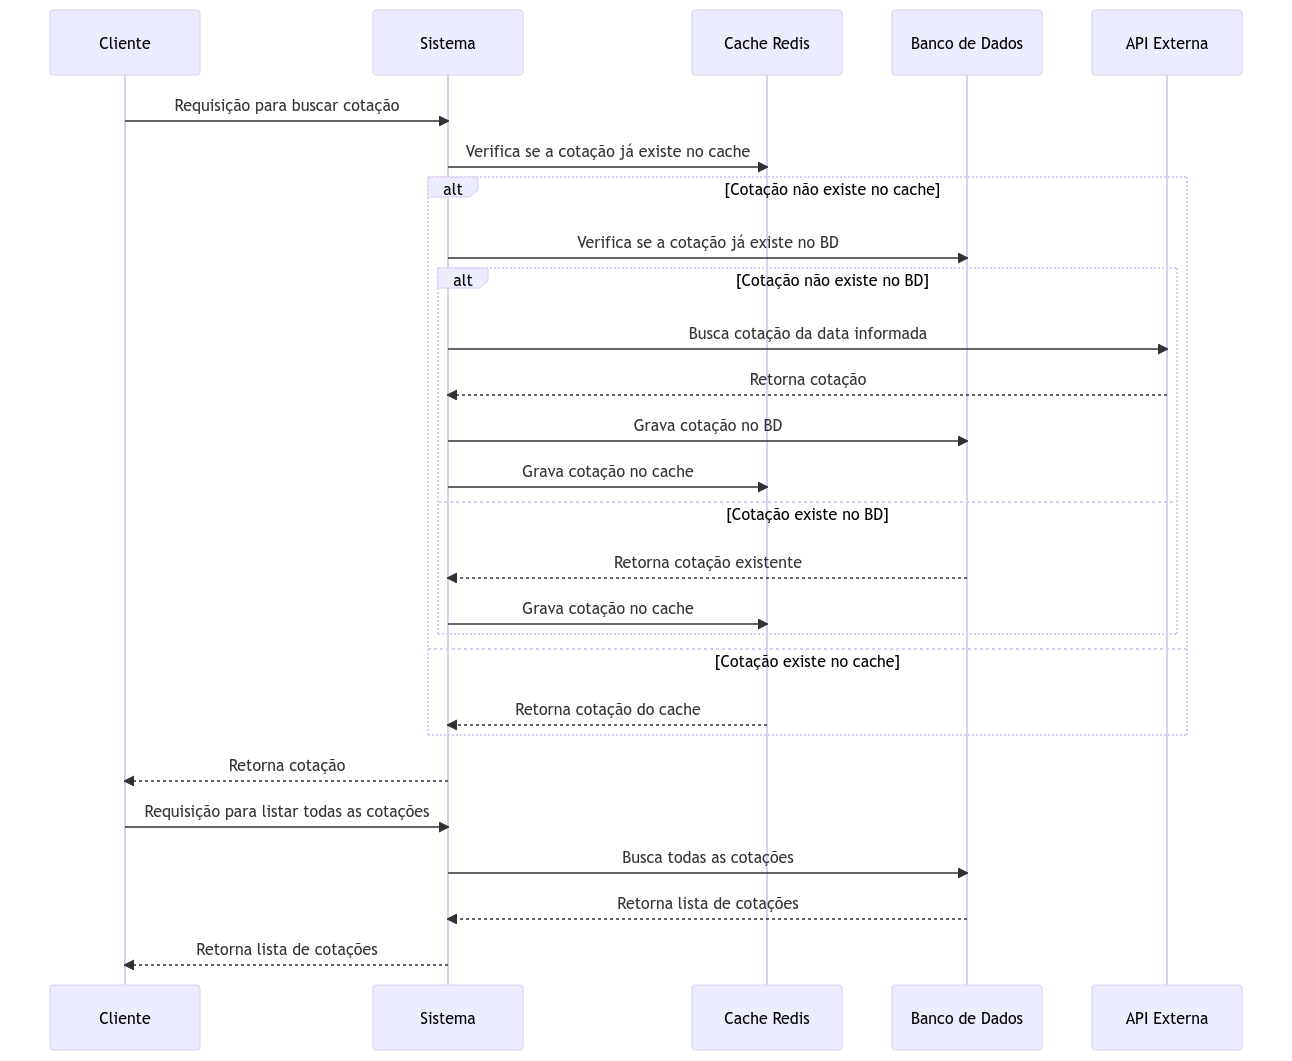 Cliente
Sistema
Cache Redis
Banco de Dados
API Externa
Requisição para buscar cotação
Verifica se a cotação já existe no cache
alt
[Cotação não existe no cache]
Verifica se a cotação já existe no BD
alt
[Cotação não existe no BD]
Busca cotação da data informada
Retorna cotação
Grava cotação no BD
Grava cotação no cache
[Cotação existe no BD]
Retorna cotação existente
Grava cotação no cache
[Cotação existe no cache]
Retorna cotação do cache
Retorna cotação
Requisição para listar todas as cotações
Busca todas as cotações
Retorna lista de cotações
Retorna lista de cotações
Cliente
Sistema
Cache Redis
Banco de Dados
API Externa